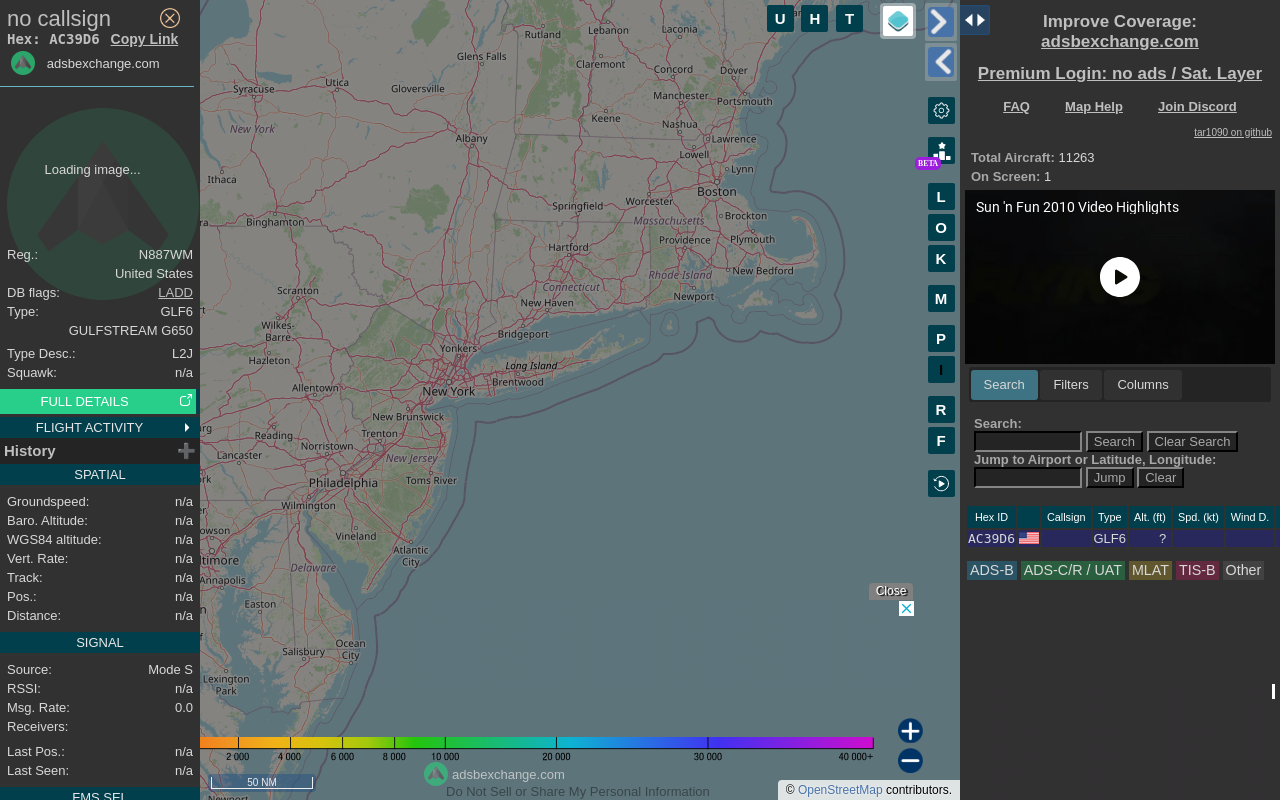 no callsign
Hex: AC39D6 Copy Link
adsbexchange.com
Loading image...
Reg.: N887WM
United States
DB flags: LADD
Type: GLF6
GULFSTREAM G650
Type Desc.: L2J
Squawk: n/a
FULL DETAILS
FLIGHT ACTIVITY
History
SPATIAL
Groundspeed: n/a
Baro. Altitude: n/a
WGS84 altitude: n/a
Vert. Rate: n/a
Track: n/a
Pos.: n/a
Distance: n/a
SIGNAL
Source: Mode S
RSSI: n/a
Msg. Rate: 0.0
Receivers:
Last Pos.: n/a
Last Seen: n/a
FMS SEL
U H T
Rutland
Lebanon
Laconia
Glens Falls
Claremont
Concord
Dover
Utica
Syracuse
Gloversville
Manchester
Portsmouth
Keene
Nashua
New York
Albany
Lawrence
Lowell
Lynn
Ithaca
Boston
Springfield
Worcester
Massachusetts
Brockton
Binghamton
Hartford
Providence
Plymouth
Rhode Island
New Bedford
Connecticut
Newport
Scranton
New Haven
Wilkes-
Barre
Bridgeport
Yonkers
Hazleton
Long Island
Brentwood
Allentown
New York
New Brunswick
Reading
Trenton
Norristown
Lancaster
New Jersey
Philadelphia
Toms River
Wilmington
Vineland
Atlantic
City
Annapolis
Delaware
Easton
Ocean
City
Salisbury
Lexington
Park
BETA
L
O
K
M
P
I
R
F
Close
2 000 4 000 6 000 8 000 10 000 20 000 30 000 40 000+
50 NM
adsbexchange.com
Do Not Sell or Share My Personal Information
© OpenStreetMap contributors.
Improve Coverage:
adsbexchange.com
Premium Login: no ads / Sat. Layer
FAQ Map Help Join Discord
tar1090 on github
Total Aircraft: 11263
On Screen: 1
Sun 'n Fun 2010 Video Highlights
Search Filters Columns
Search:
Search Clear Search
Jump to Airport or Latitude, Longitude:
Jump Clear
Hex ID Callsign Type Alt. (ft) Spd. (kt) Wind D.
AC39D6 GLF6 ?
ADS-B ADS-C/R / UAT MLAT TIS-B Other